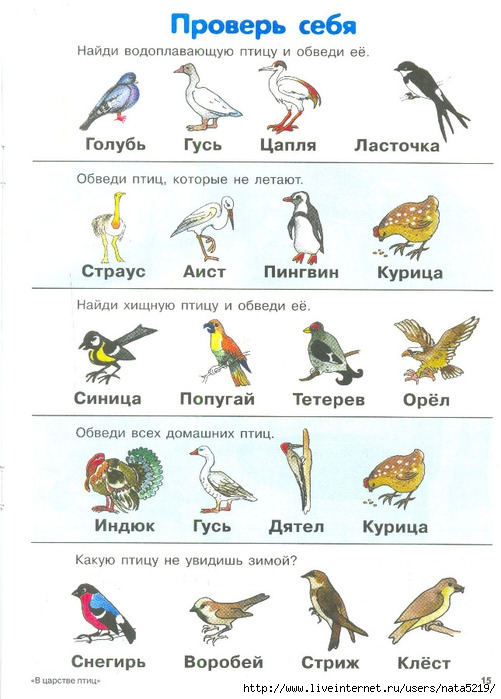 Проверь себя
Найди водоплавающую птицу и обведи её.
Голубь Гусь Цапля Ласточка
Обведи птиц, которые не летают.
Страус Аист Пингвин Курица
Найди хищную птицу и обведи её.
Синица Попугай Тетерев Орёл
Обведи всех домашних птиц.
Индюк Гусь Дятел Курица
Какую птицу не увидишь зимой?
Снегирь Воробей Стриж Клёст
«В царстве птиц» 15
http://www.liveinternet.ru/users/nata5219/